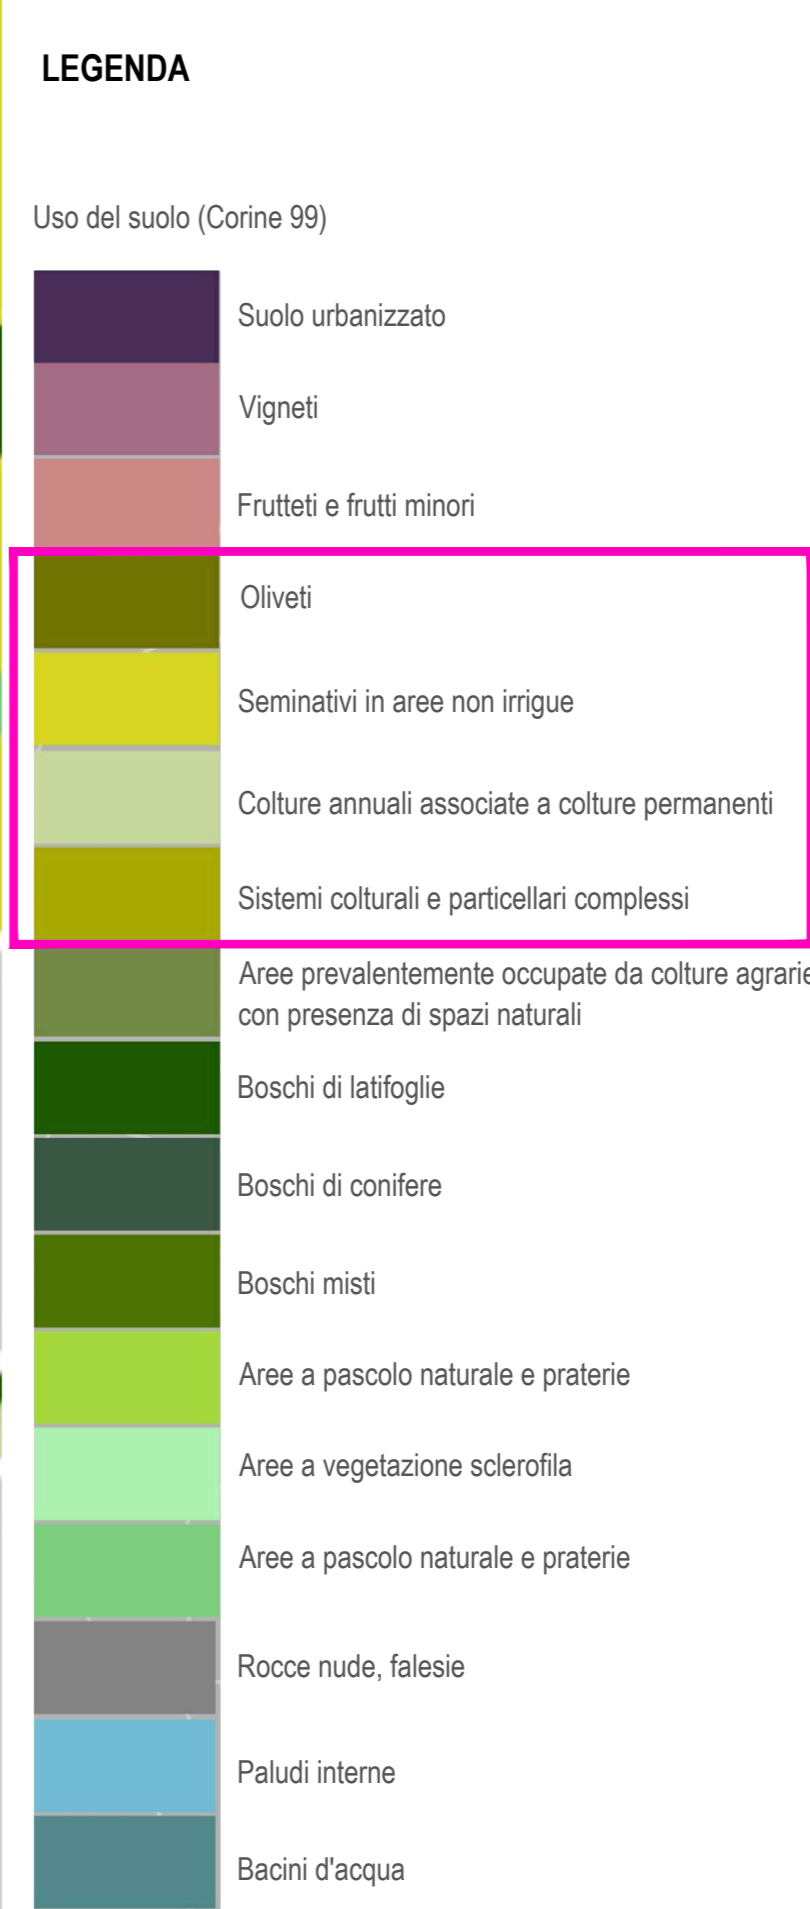 LEGENDA
Uso del suolo (Corine 99)
Suolo urbanizzato
Vigneti
Frutteti e frutti minori
Oliveti
Seminativi in aree non irrigue
Colture annuali associate a colture permanenti
Sistemi colturali e particellari complessi
Aree prevalentemente occupate da colture agrarie
con presenza di spazi naturali
Boschi di latifoglie
Boschi di conifere
Boschi misti
Aree a pascolo naturale e praterie
Aree a vegetazione sclerofila
Aree a pascolo naturale e praterie
Rocce nude, falesie
Paludi interne
Bacini d'acqua